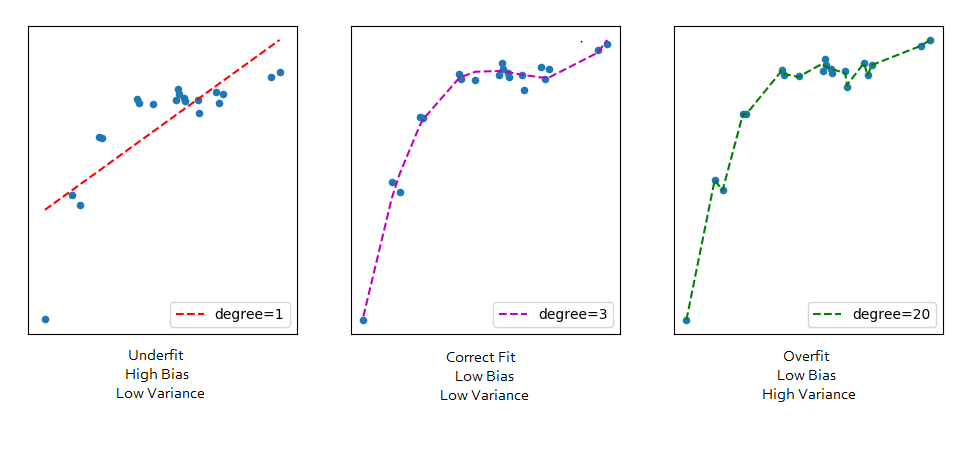 degree=1
degree=3
degree=20
Underfit
High Bias
Low Variance
Correct Fit
Low Bias
Low Variance
Overfit
Low Bias
High Variance